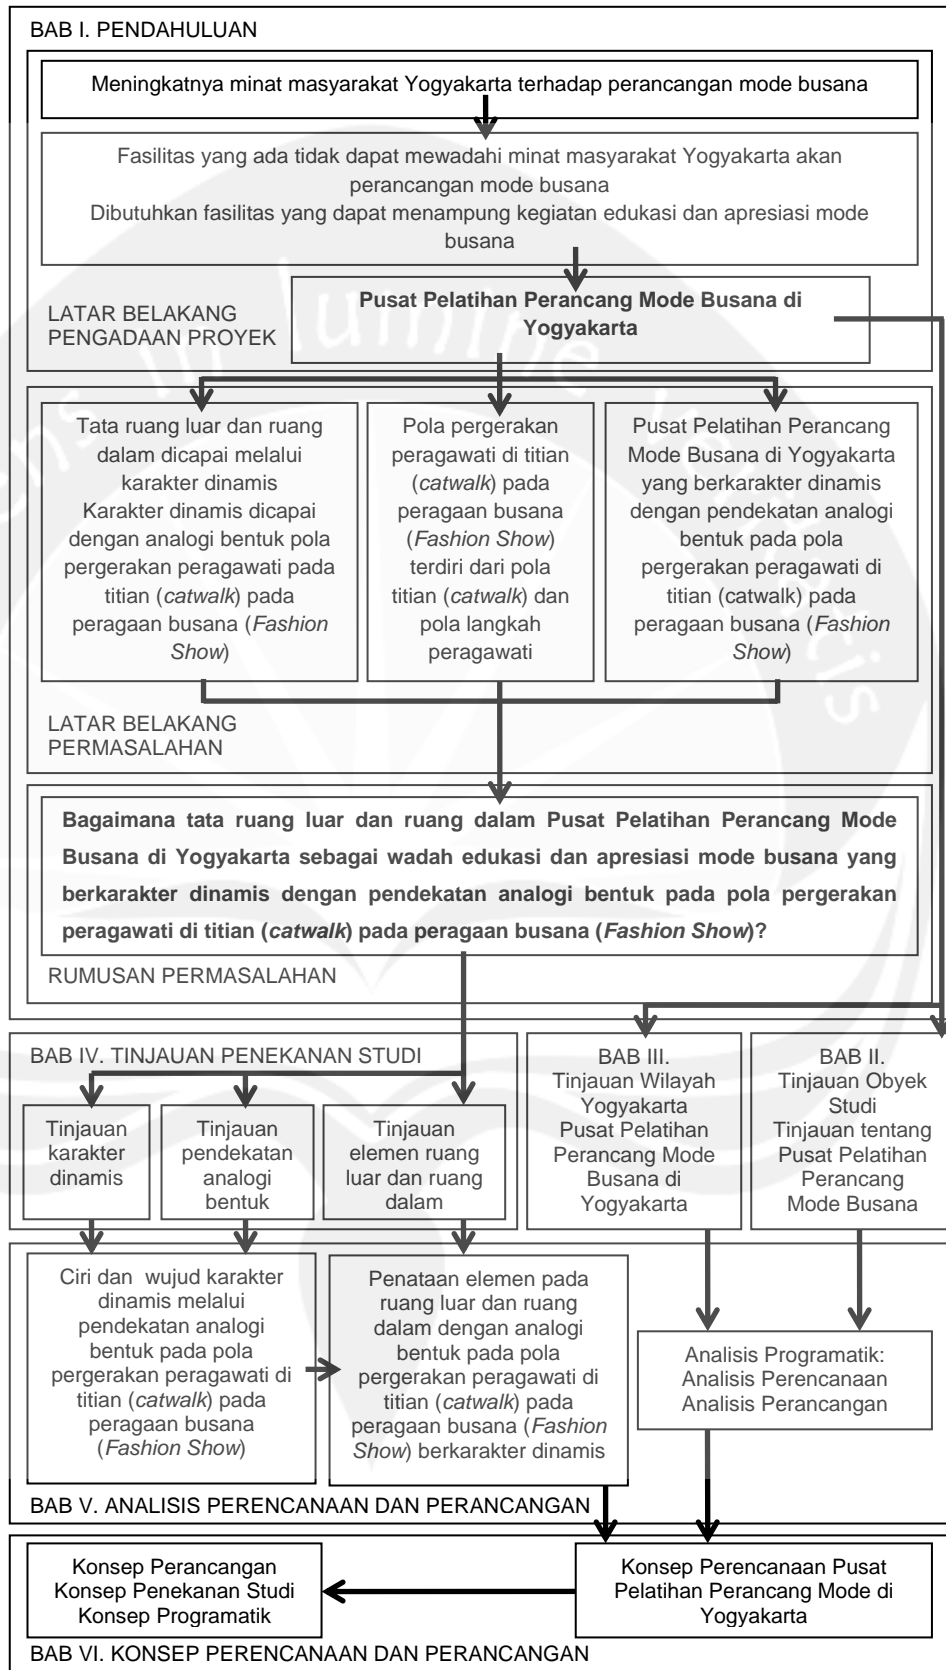 BAB I. PENDAHULUAN
Meningkatnya minat masyarakat Yogyakarta terhadap perancangan mode busana
Fasilitas yang ada tidak dapat mewadahi minat masyarakat Yogyakarta akan
perancangan mode busana
Dibutuhkan fasilitas yang dapat menampung kegiatan edukasi dan apresiasi mode
busana
Pusat Pelatihan Perancang Mode Busana di
Yogyakarta
LATAR BELAKANG
PENGADAAN PROYEK
Tata ruang luar dan ruang
dalam dicapai melalui
karakter dinamis
Karakter dinamis dicapai
dengan analogi bentuk pola
pergerakan peragawati pada
titian (catwalk) pada
peragaan busana (Fashion
Show)
Pola pergerakan
peragawati di titian
(catwalk) pada
peragaan busana
(Fashion Show)
terdiri dari pola
titian (catwalk) dan
pola langkah
peragawati
Pusat Pelatihan Perancang
Mode Busana di Yogyakarta
yang berkarakter dinamis
dengan pendekatan analogi
bentuk pada pola
pergerakan peragawati di
titian (catwalk) pada
peragaan busana (Fashion
Show)
LATAR BELAKANG
PERMASALAHAN
Bagaimana tata ruang luar dan ruang dalam Pusat Pelatihan Perancang Mode
Busana di Yogyakarta sebagai wadah edukasi dan apresiasi mode busana yang
berkarakter dinamis dengan pendekatan analogi bentuk pada pola pergerakan
peragawati di titian (catwalk) pada peragaan busana (Fashion Show)?
RUMUSAN PERMASALAHAN
BAB IV. TINJAUAN PENEKANAN STUDI
Tinjauan
karakter
dinamis
Tinjauan
pendekatan
analogi
bentuk
Tinjauan
elemen ruang
luar dan ruang
dalam
BAB III.
Tinjauan Wilayah
Yogyakarta
Pusat Pelatihan
Perancang Mode
Busana di
Yogyakarta
BAB II.
Tinjauan Obyek
Studi
Tinjauan tentang
Pusat Pelatihan
Perancang
Mode Busana
Ciri dan wujud karakter
dinamis melalui
pendekatan analogi
bentuk pada pola
pergerakan peragawati di
titian (catwalk) pada
peragaan busana
(Fashion Show)
Penataan elemen pada
ruang luar dan ruang
dalam dengan analogi
bentuk pada pola
pergerakan peragawati di
titian (catwalk) pada
peragaan busana (Fashion
Show) berkarakter dinamis
Analisis Programatik:
Analisis Perencanaan
Analisis Perancangan
BAB V. ANALISIS PERENCANAAN DAN PERANCANGAN
Konsep Perancangan
Konsep Penekanan Studi
Konsep Programatik
Konsep Perencanaan Pusat
Pelatihan Perancang Mode di
Yogyakarta
BAB VI. KONSEP PERENCANAAN DAN PERANCANGAN